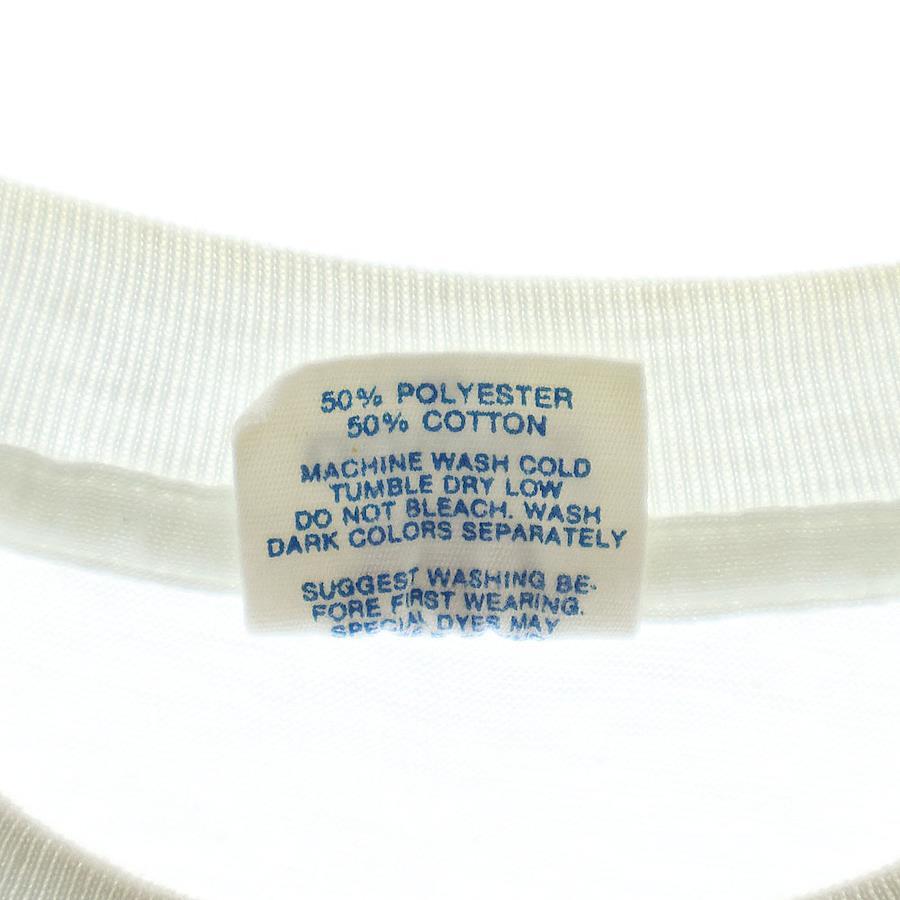 50% POLYESTER
50% COTTON
MACHINE WASH COLD
TUMBLE DRY LOW
DO NOT BLEACH. WASH
DARK COLORS SEPARATELY
SUGGEST WASHING BE-
FORE FIRST WEARING.
SPECIAL DYES MAY